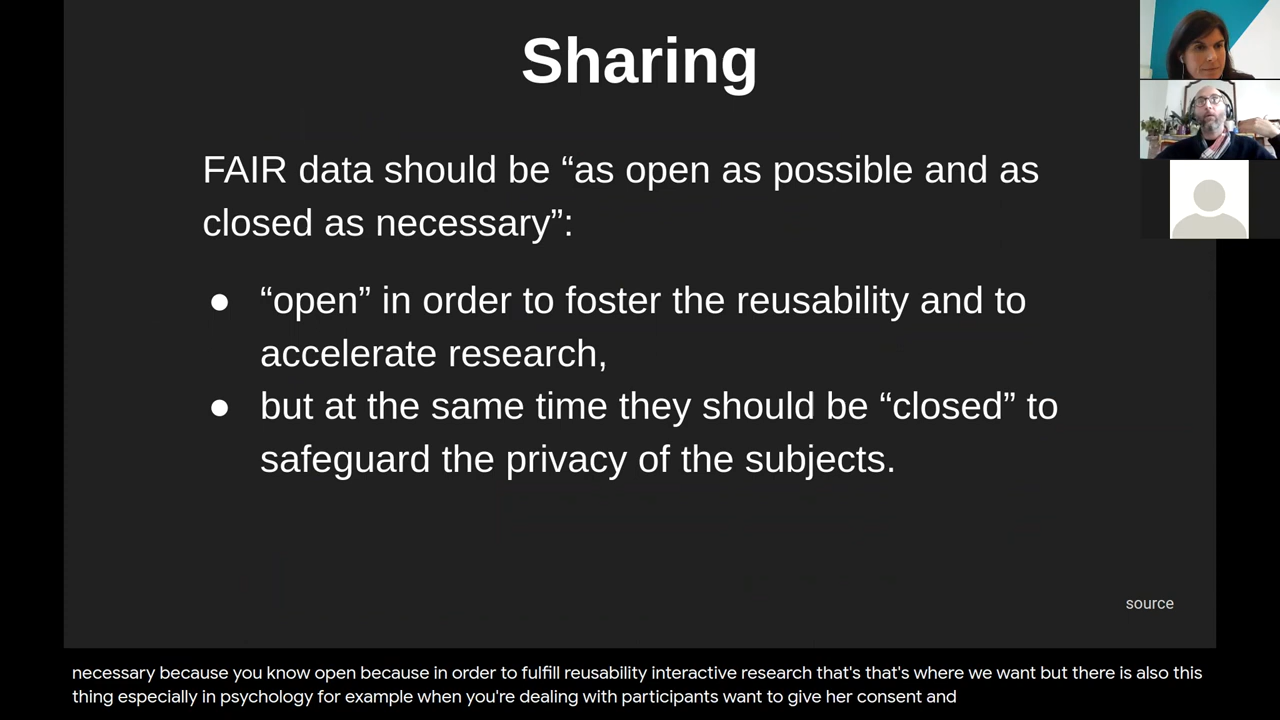 Sharing
FAIR data should be “as open as possible and as
closed as necessary”:
● “open” in order to foster the reusability and to
accelerate research,
● but at the same time they should be “closed” to
safeguard the privacy of the subjects.
source
necessary because you know open because in order to fulfill reusability interactive research that's that's where we want but there is also this
thing especially in psychology for example when you're dealing with participants want to give her consent and